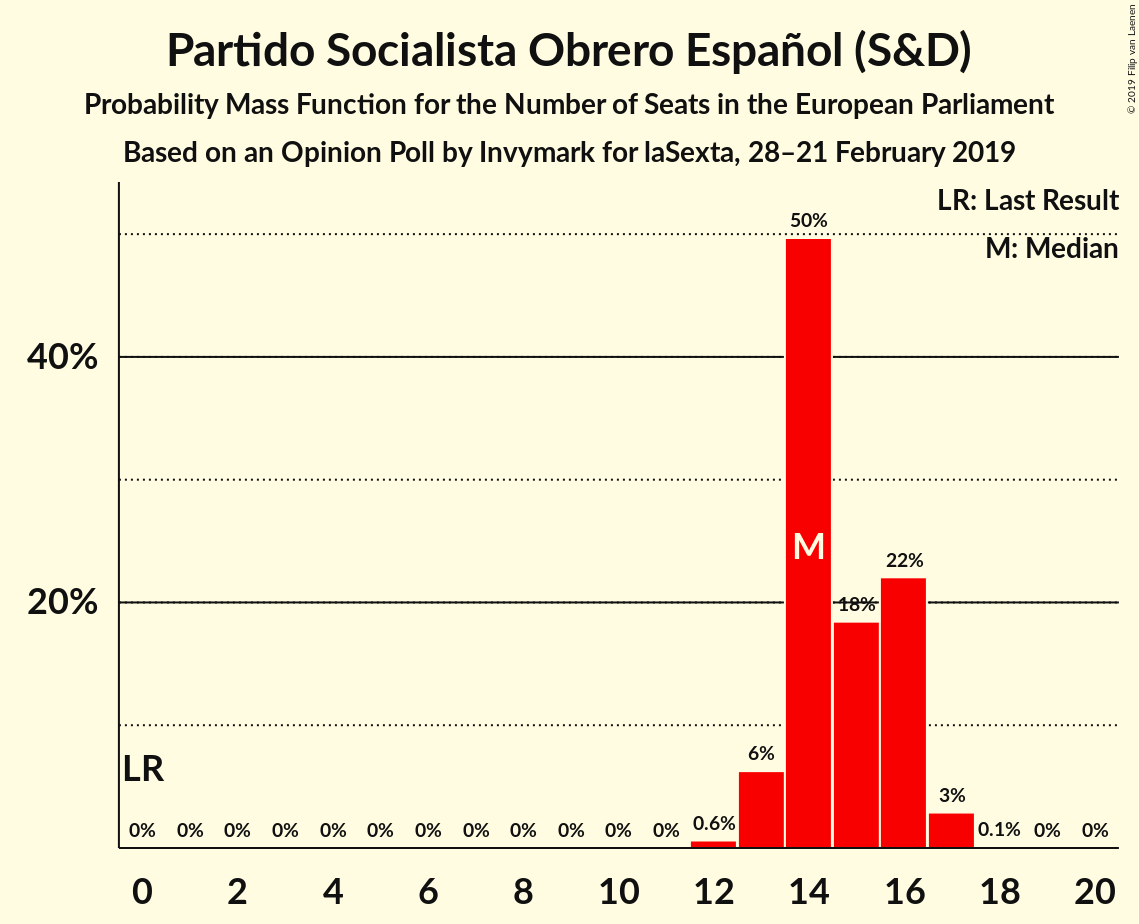 © 2019 Filip van Laenen
Partido Socialista Obrero Español (S&D)
Probability Mass Function for the Number of Seats in the European Parliament
Based on an Opinion Poll by Invymark for laSexta, 28–21 February 2019
LR: Last Result
M: Median
50%
40%
M
22%
20%
18%
LR
6%
3%
0% 0% 0% 0% 0% 0% 0% 0% 0% 0% 0% 0% 0.6% 0.1% 0% 0%
0 2 4 6 8 10 12 14 16 18 20